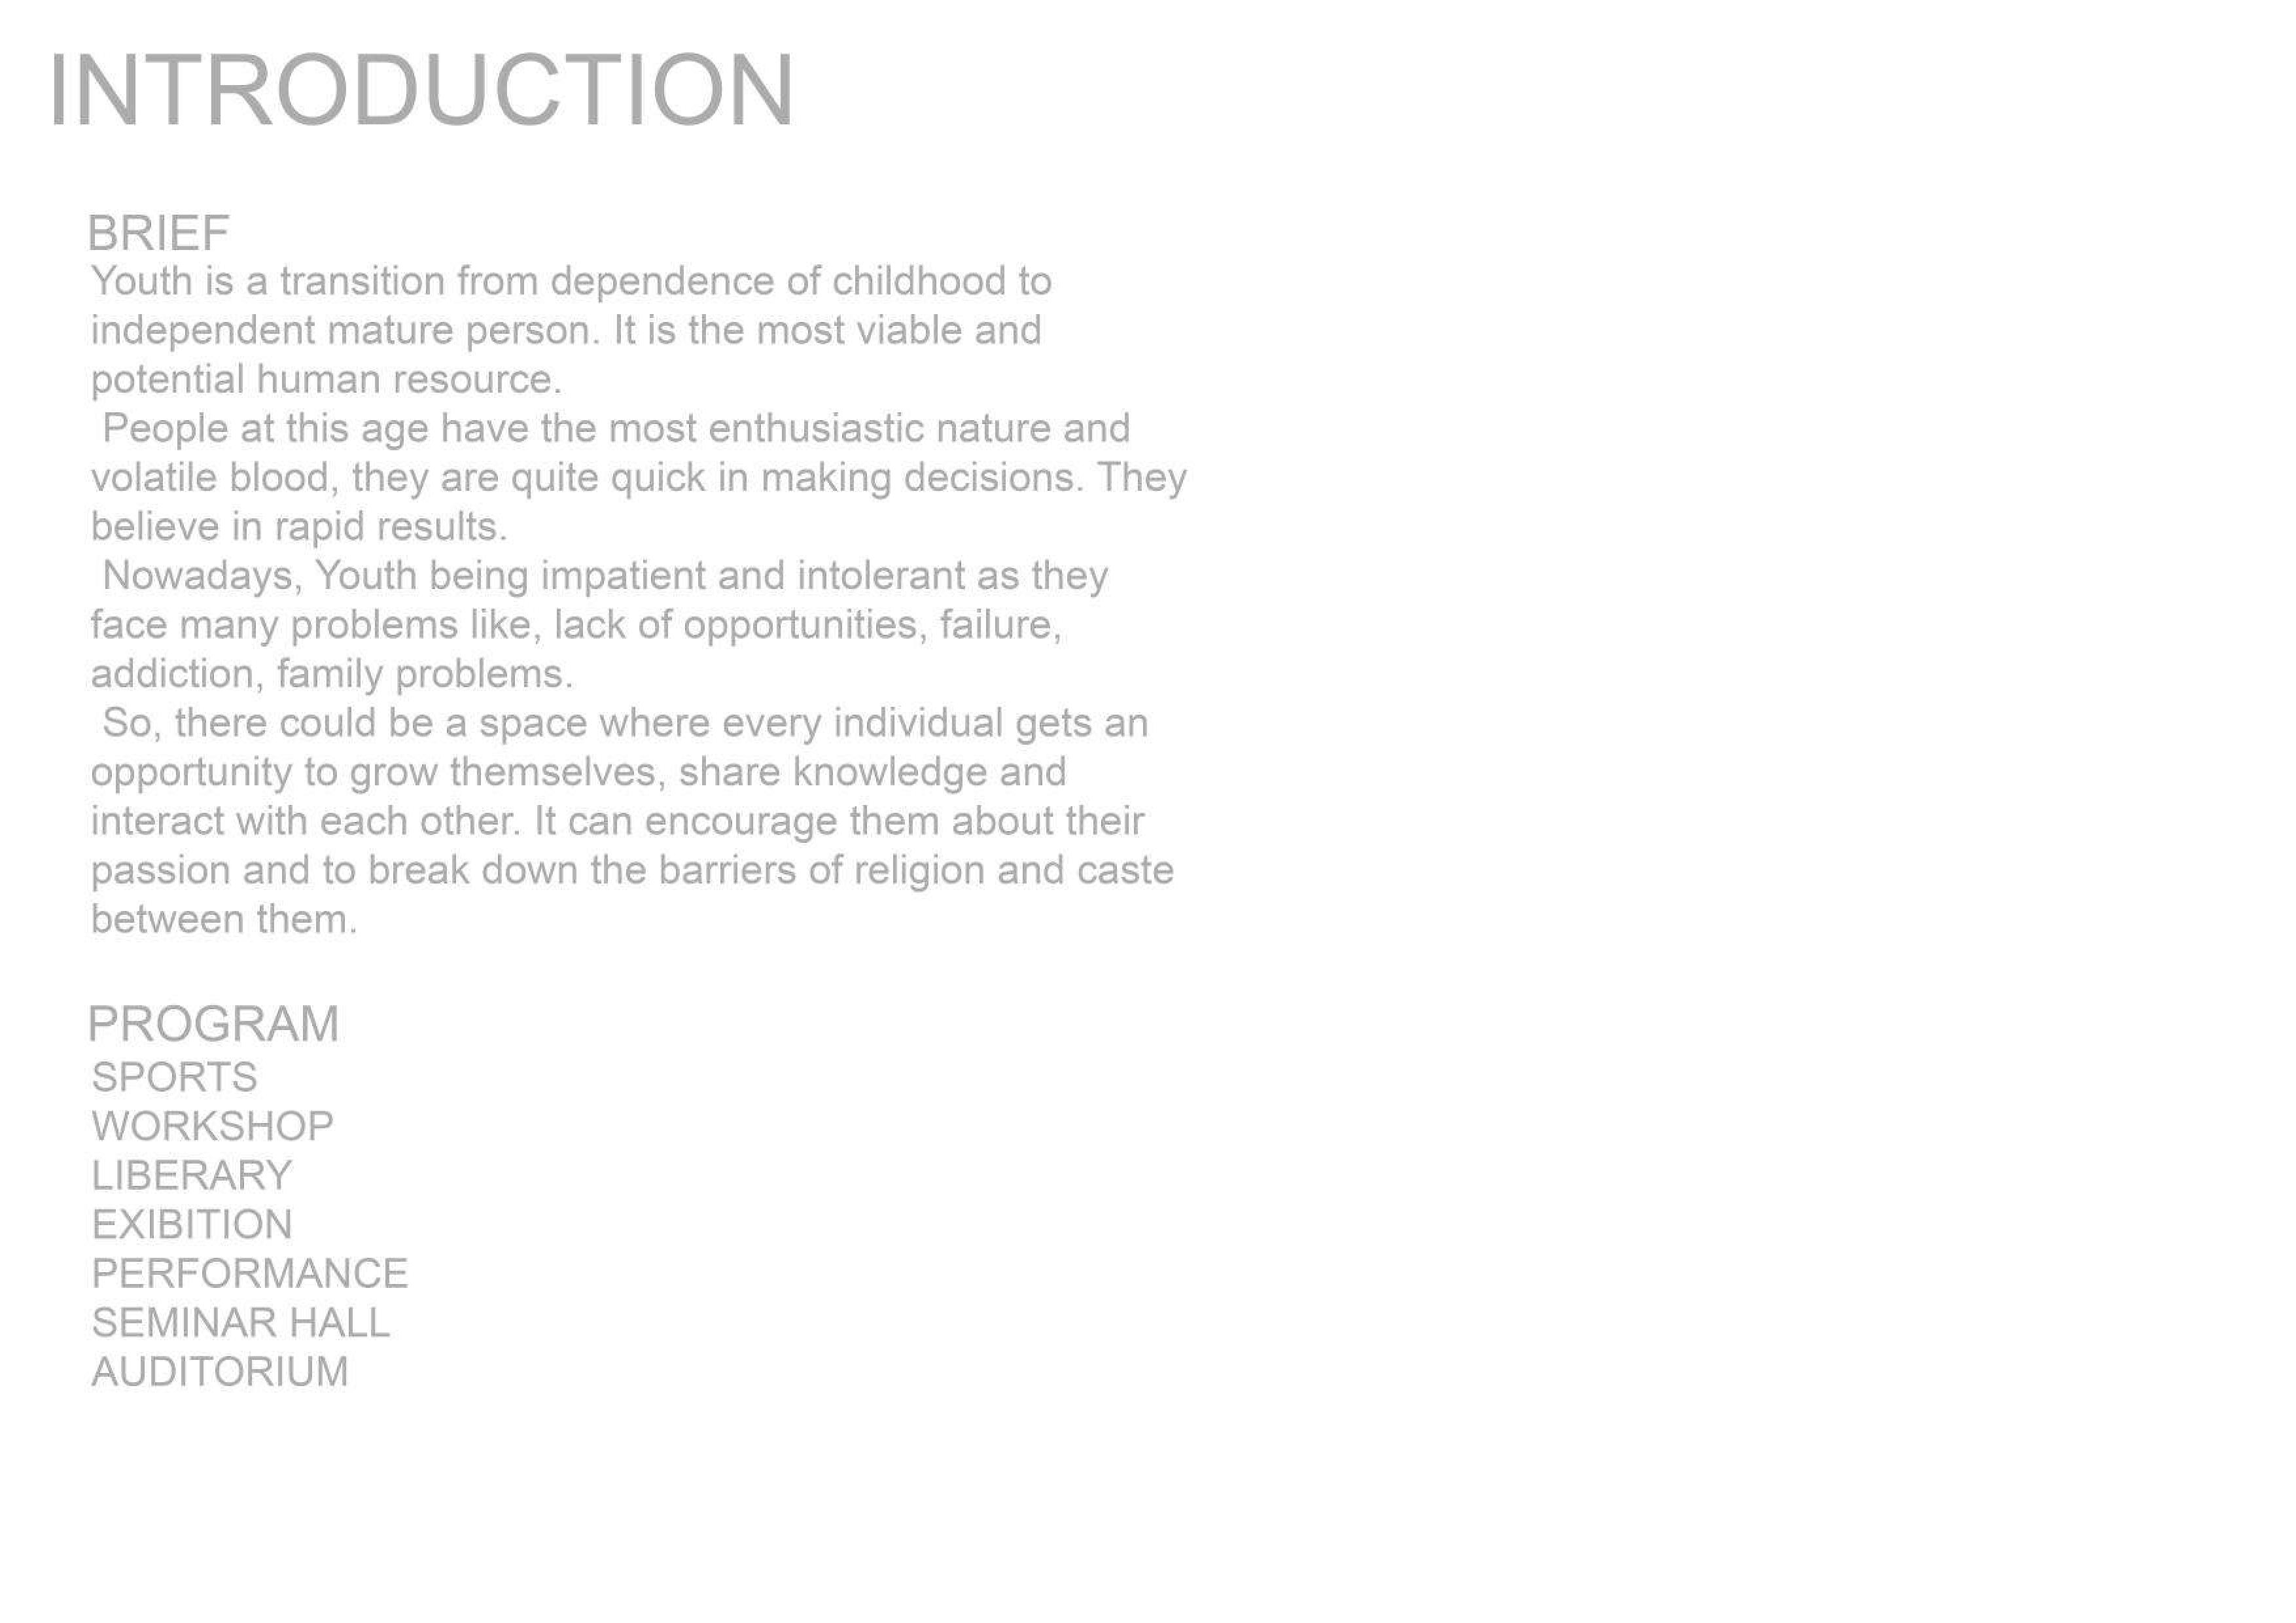 INTRODUCTION
BRIEF
Youth is a transition from dependence of childhood to
independent mature person. It is the most viable and
potential human resource.
People at this age have the most enthusiastic nature and
volatile blood, they are quite quick in making decisions. They
believe in rapid results.
Nowadays, Youth being impatient and intolerant as they
face many problems like, lack of opportunities, failure,
addiction, family problems.
So, there could be a space where every individual gets an
opportunity to grow themselves, share knowledge and
interact with each other. It can encourage them about their
passion and to break down the barriers of religion and caste
between them.
PROGRAM
SPORTS
WORKSHOP
LIBERARY
EXIBITION
PERFORMANCE
SEMINAR HALL
AUDITORIUM